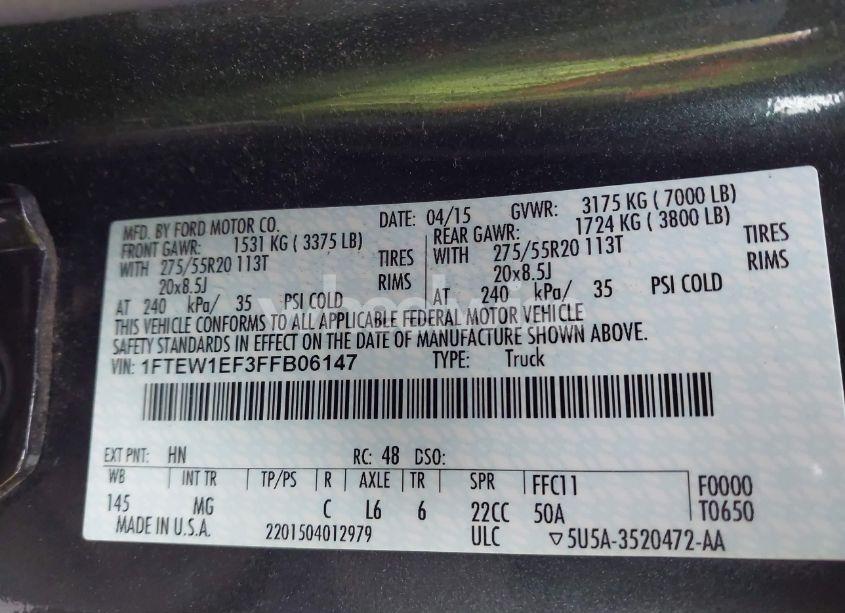 MFD. BY FORD MOTOR CO. DATE: 04/15 GVWR: 3175 KG ( 7000 LB)
FRONT GAWR: 1531 KG ( 3375 LB) REAR GAWR: 1724 KG ( 3800 LB)
WITH 275/55R20 113T TIRES WITH 275/55R20 113T TIRES
20x8.5J RIMS 20x8.5J RIMS
AT 240 kPa/ 35 PSI COLD AT 240 kPa/ 35 PSI COLD
THIS VEHICLE CONFORMS TO ALL APPLICABLE FEDERAL MOTOR VEHICLE
SAFETY STANDARDS IN EFFECT ON THE DATE OF MANUFACTURE SHOWN ABOVE.
VIN: 1FTEW1EF3FFB06147 TYPE: Truck
EXT PNT: HN RC: 48 DSO:
WB INT TR TP/PS R AXLE TR SPR FFC11 F0000
145 MG C L6 6 22CC 50A T0650
MADE IN U.S.A. 2201504012979 ULC ▽5U5A-3520472-AA